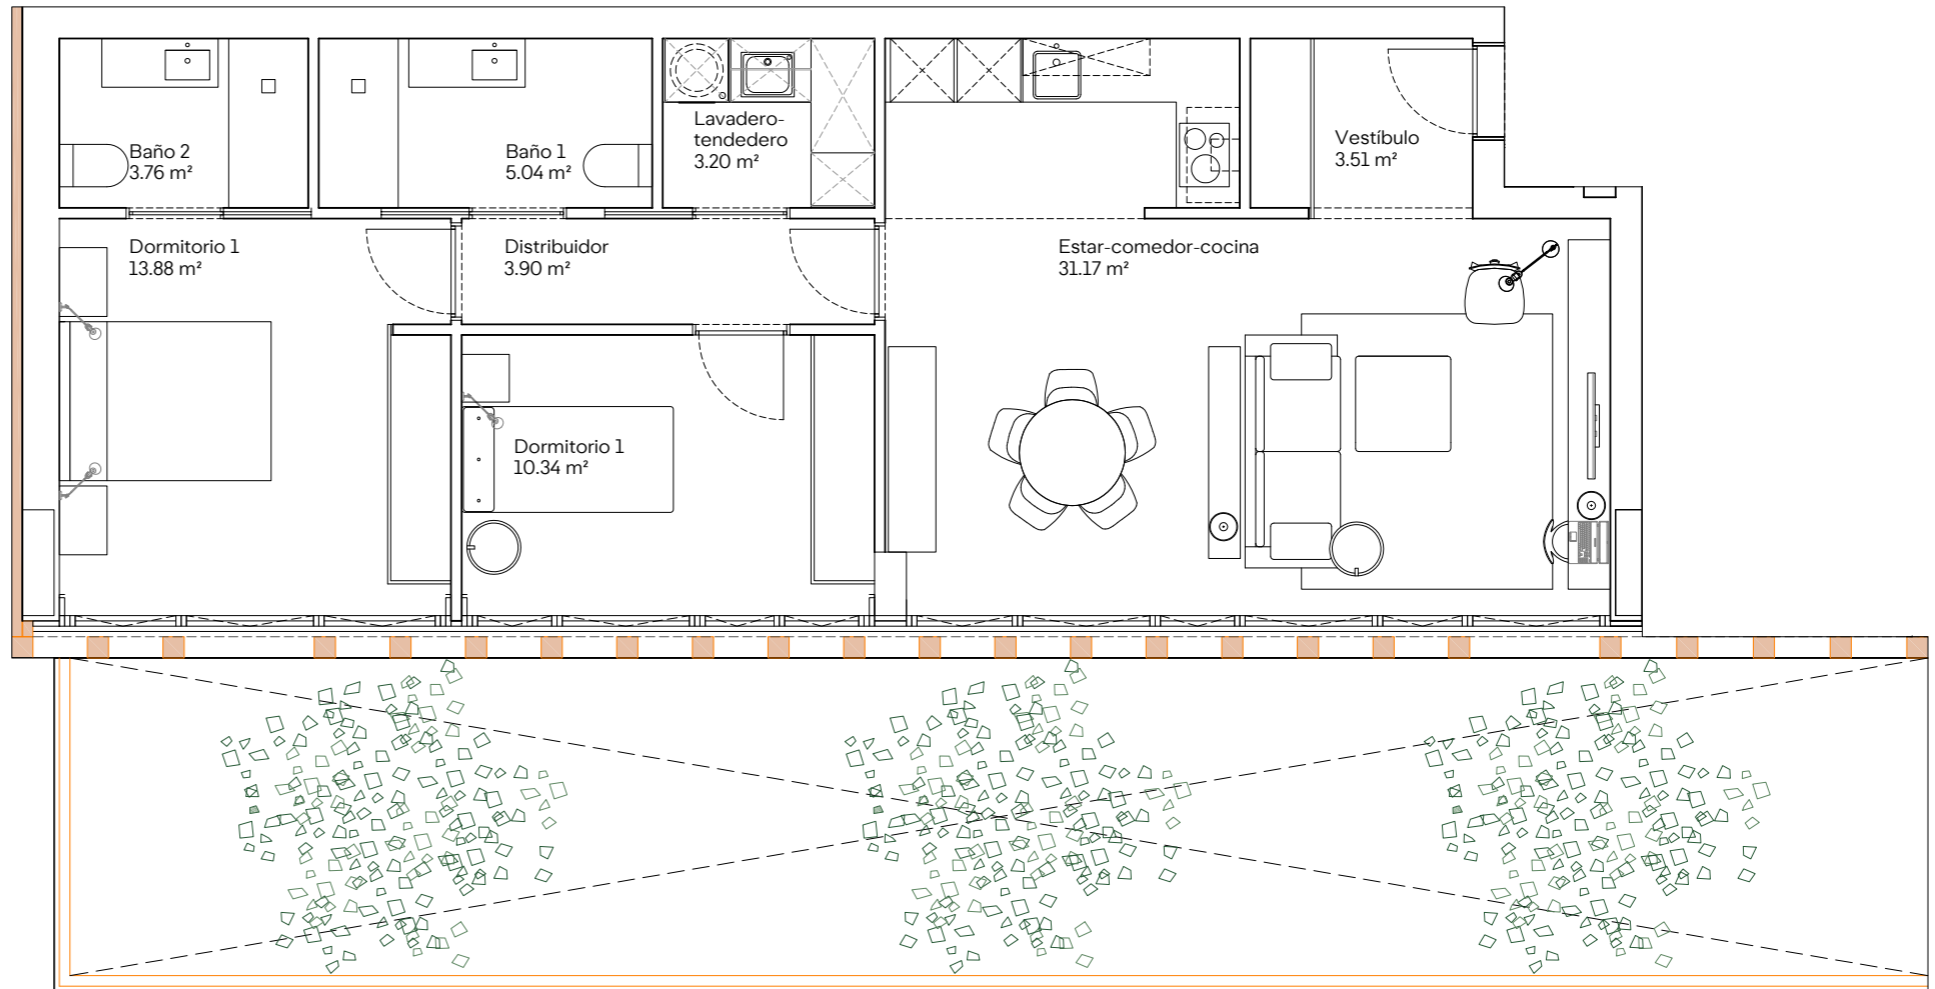 Baño 2
3.76 m²
Baño 1
5.04 m²
Lavadero-
tendedero
3.20 m²
Vestíbulo
3.51 m²
Dormitorio 1
13.88 m²
Distribuidor
3.90 m²
Estar-comedor-cocina
31.17 m²
Dormitorio 1
10.34 m²